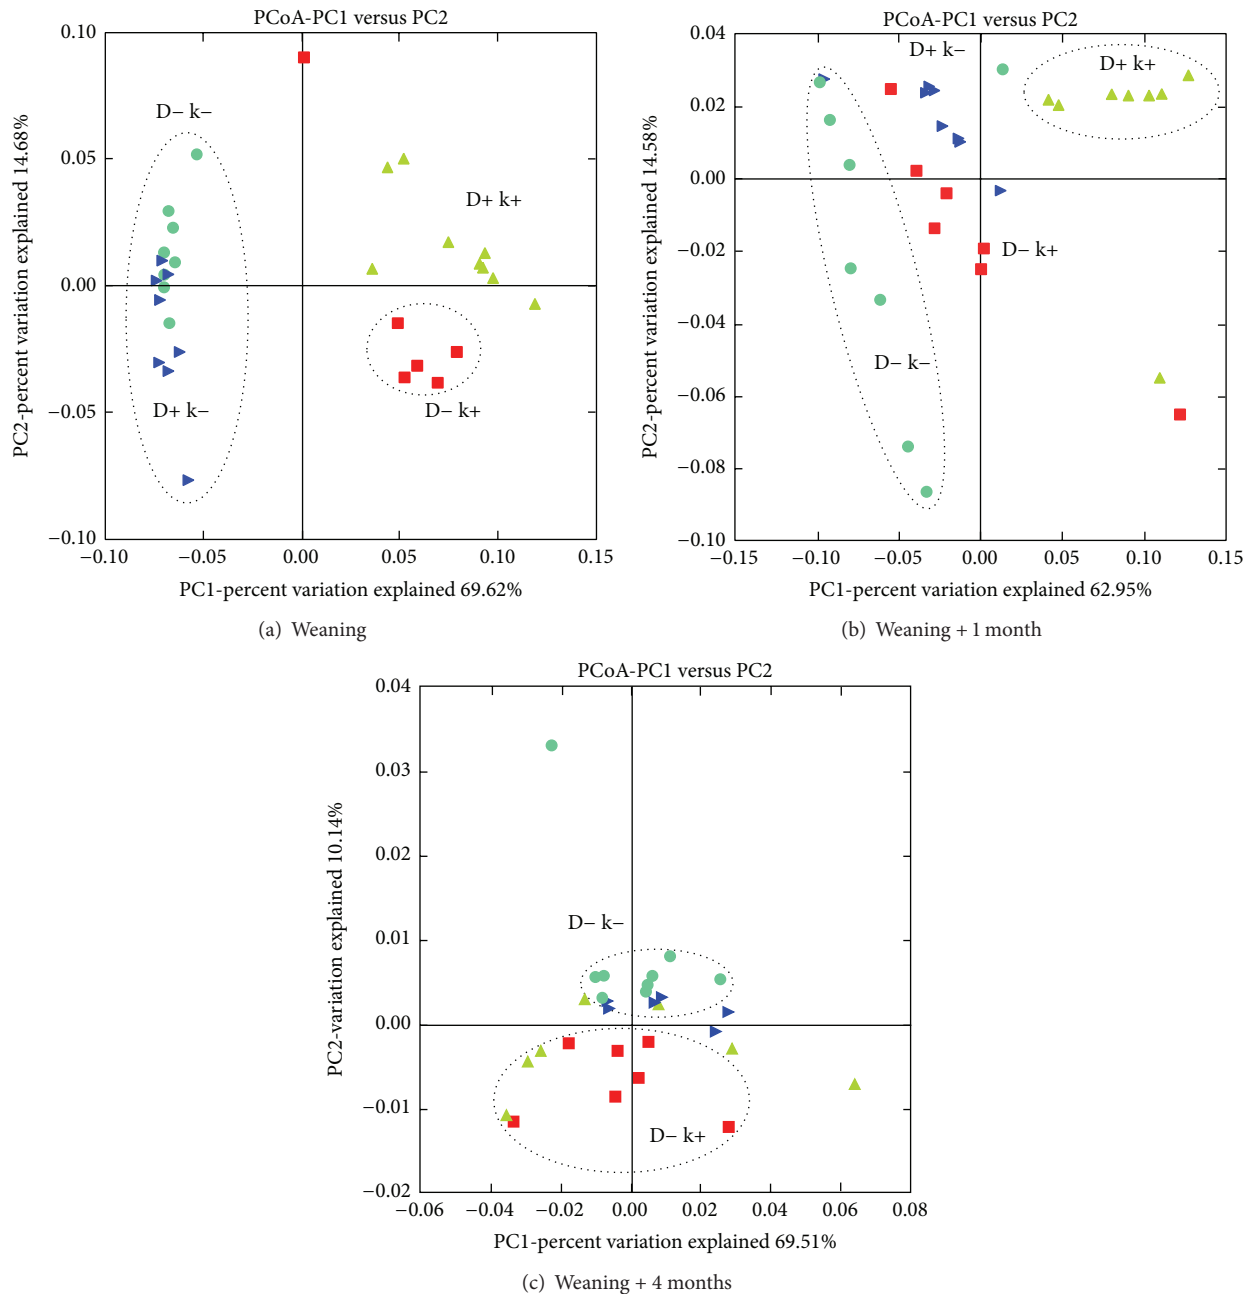 PCoA-PC1 versus PC2
PC2-percent variation explained 14.68%
0.10
0.05
0.00
−0.05
−0.10
D− k−
D+ k+
D+ k−
D− k+
−0.10 −0.05 0.00 0.05 0.10 0.15
PC1-percent variation explained 69.62%
(a) Weaning
PCoA-PC1 versus PC2
PC2-percent variation explained 14.58%
0.04
0.02
0.00
−0.02
−0.04
−0.06
−0.08
−0.10
D+ k−
D+ k+
D− k+
D− k−
−0.15 −0.10 −0.05 0.00 0.05 0.10 0.15
PC1-percent variation explained 62.95%
(b) Weaning + 1 month
PCoA-PC1 versus PC2
PC2-variation explained 10.14%
0.04
0.03
0.02
0.01
0.00
−0.01
−0.02
D− k−
D− k+
−0.06 −0.04 −0.02 0.00 0.02 0.04 0.06 0.08
PC1-percent variation explained 69.51%
(c) Weaning + 4 months